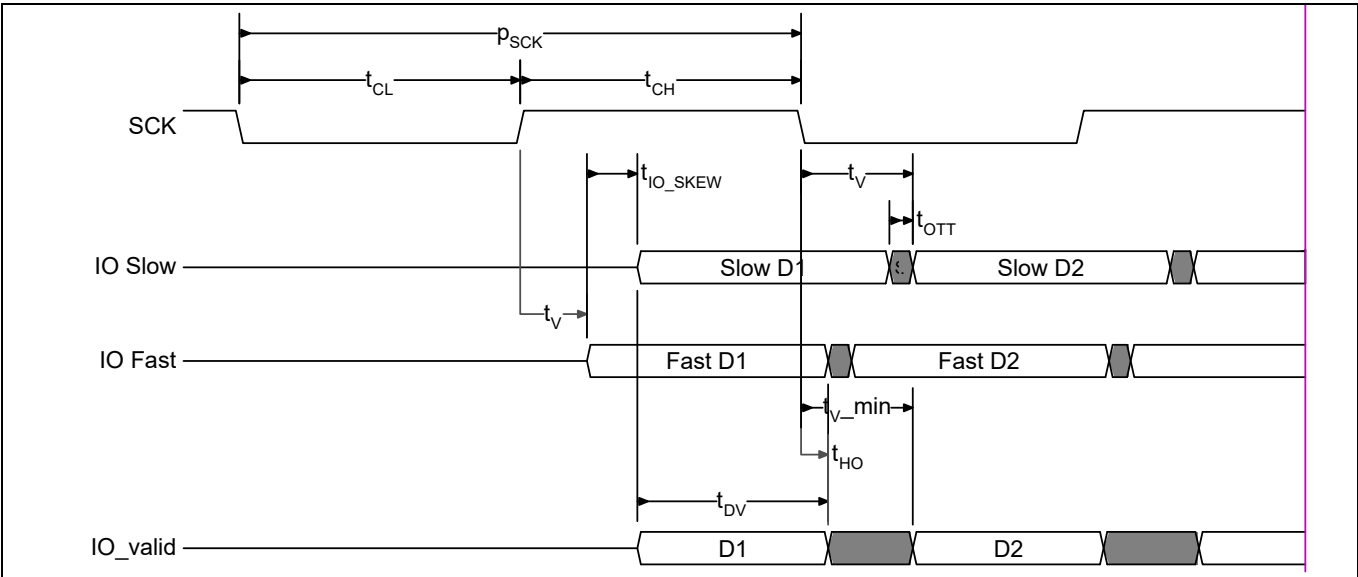 pSCK
tCL tCH
SCK
tIO_SKEW tV
tOTT
IO Slow Slow D1 S. Slow D2
tV
IO Fast Fast D1 Fast D2
tV_min
tHO
tDV
IO_valid D1 D2